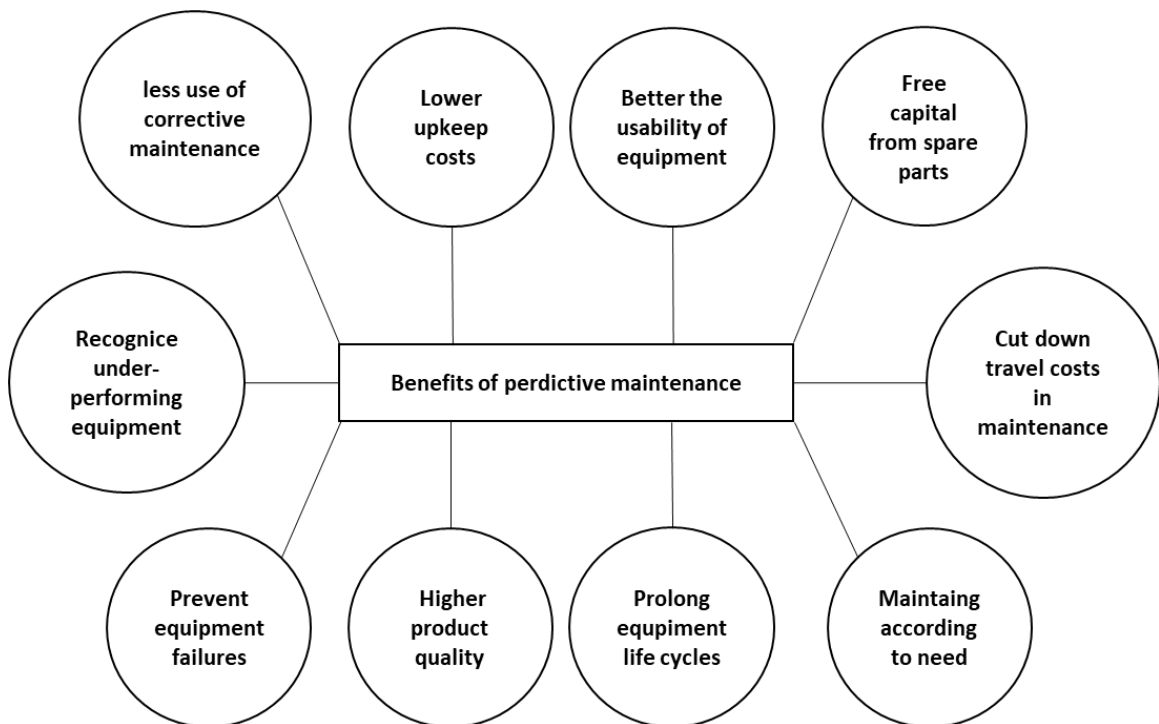 less use of
corrective
maintenance
Lower
upkeep
costs
Better the
usability of
equipment
Free
capital
from spare
parts
Recognice
under-
performing
equipment
Benefits of perdictive maintenance
Cut down
travel costs
in
maintenance
Prevent
equipment
failures
Higher
product
quality
Prolong
equpiment
life cycles
Maintaing
according
to need